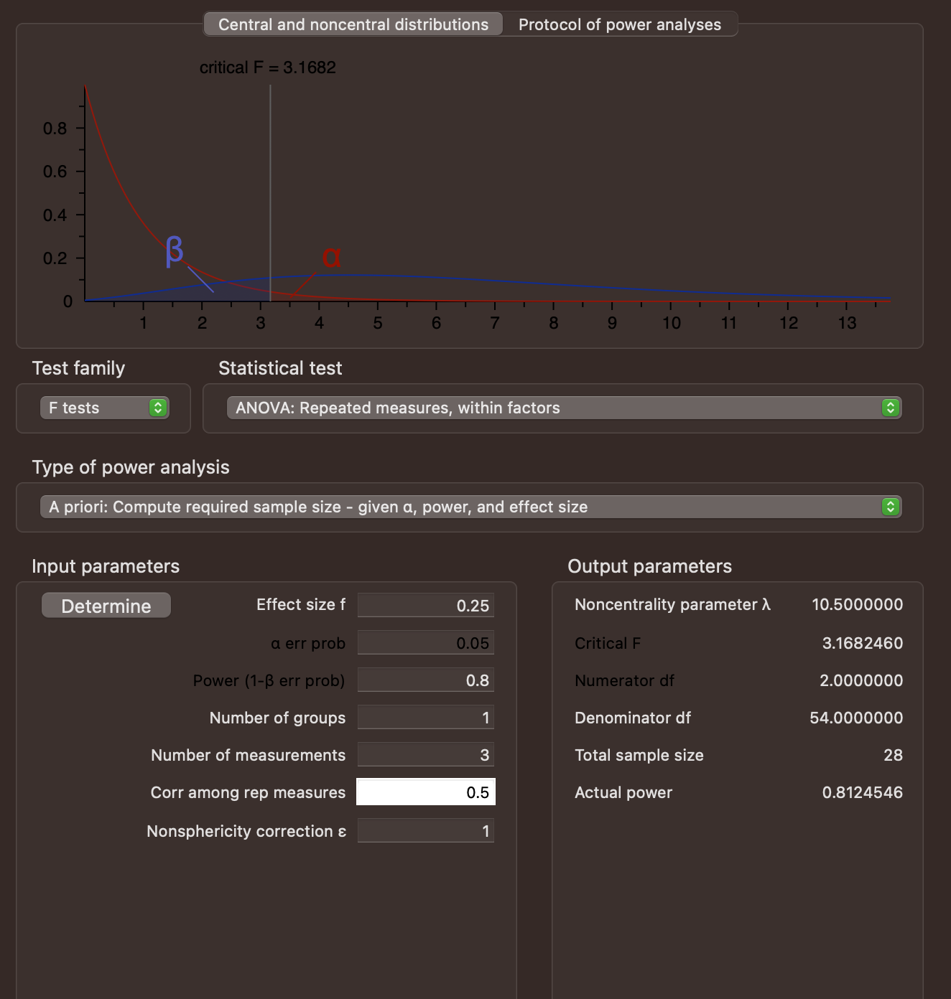 Central and noncentral distributions Protocol of power analyses
critical F = 3.1682
0.8
0.6
0.4
β α
0.2
0
1 2 3 4 5 6 7 8 9 10 11 12 13
Test family Statistical test
F tests ANOVA: Repeated measures, within factors
Type of power analysis
A priori: Compute required sample size - given α, power, and effect size
Input parameters
Determine Effect size f 0.25
α err prob 0.05
Power (1-β err prob) 0.8
Number of groups 1
Number of measurements 3
Corr among rep measures 0.5
Nonsphericity correction ε 1
Output parameters
Noncentrality parameter λ 10.5000000
Critical F 3.1682460
Numerator df 2.0000000
Denominator df 54.0000000
Total sample size 28
Actual power 0.8124546